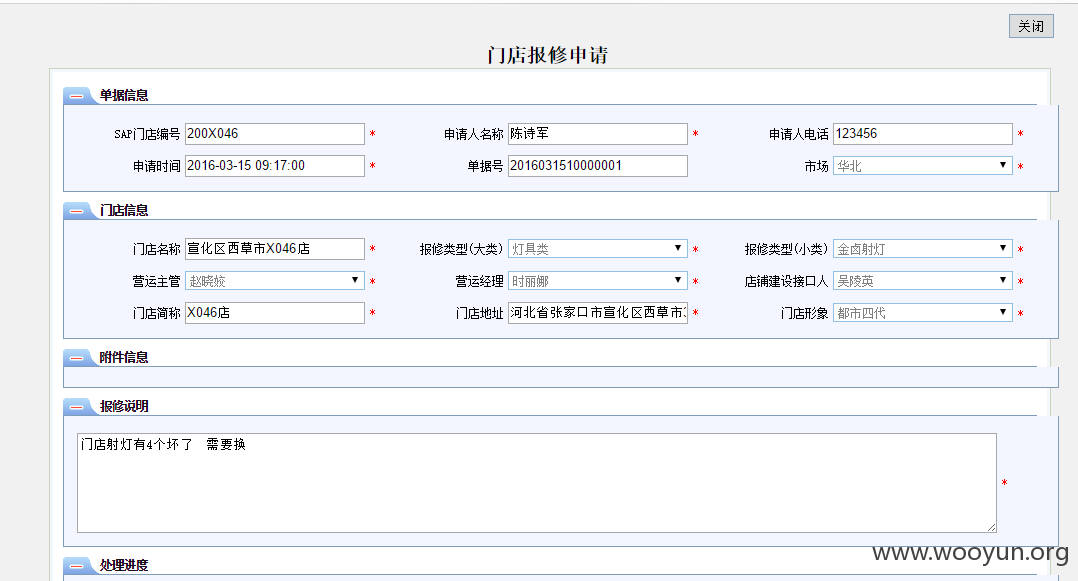 关闭
门店报修申请
单据信息
SAP门店编号 200X046 * 申请人名称 陈诗军 * 申请人电话 123456 *
申请时间 2016-03-15 09:17:00 * 单据号 2016031510000001 市场 华北 *
门店信息
门店名称 宣化区西草市X046店 * 报修类型(大类) 灯具类 * 报修类型(小类) 金卤射灯 *
营运主管 赵晓姣 * 营运经理 时丽娜 * 店铺建设接口人 吴陵英 *
门店简称 X046店 * 门店地址 河北省张家口市宣化区西草市 * 门店形象 都市四代 *
附件信息
报修说明
门店射灯有4个坏了 需要换
*
www.wooyun.org
处理进度